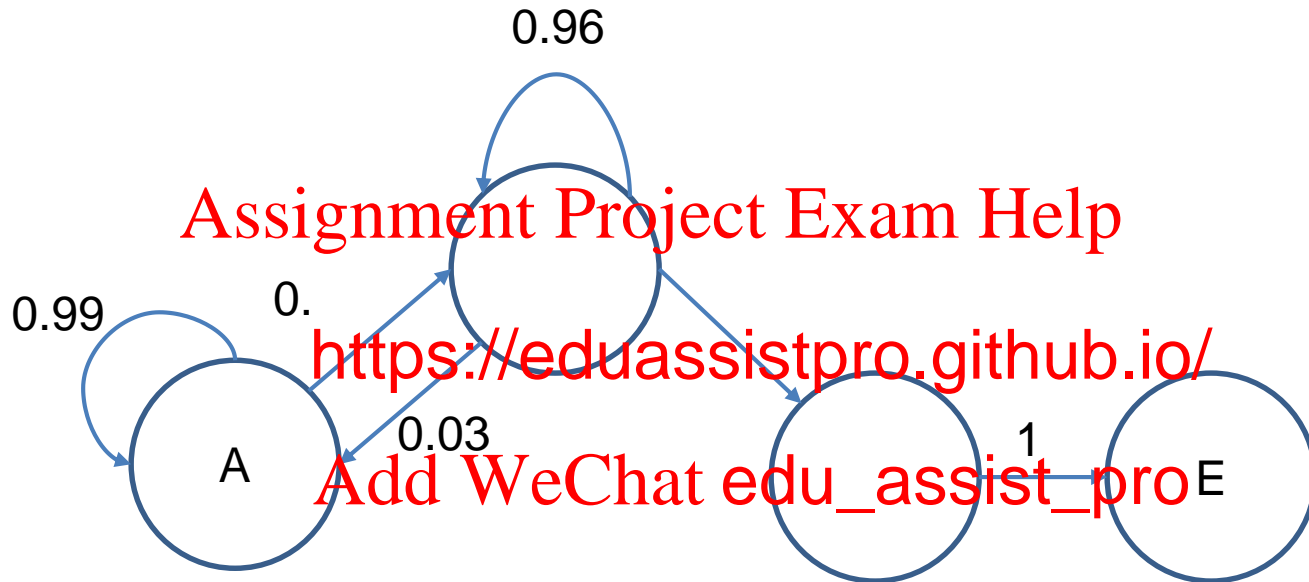 0.96
Assignment Project Exam Help
0.
0.99
https://eduassistpro.github.io/
0.03
1
A
Add WeChat edu_assist_pro
E